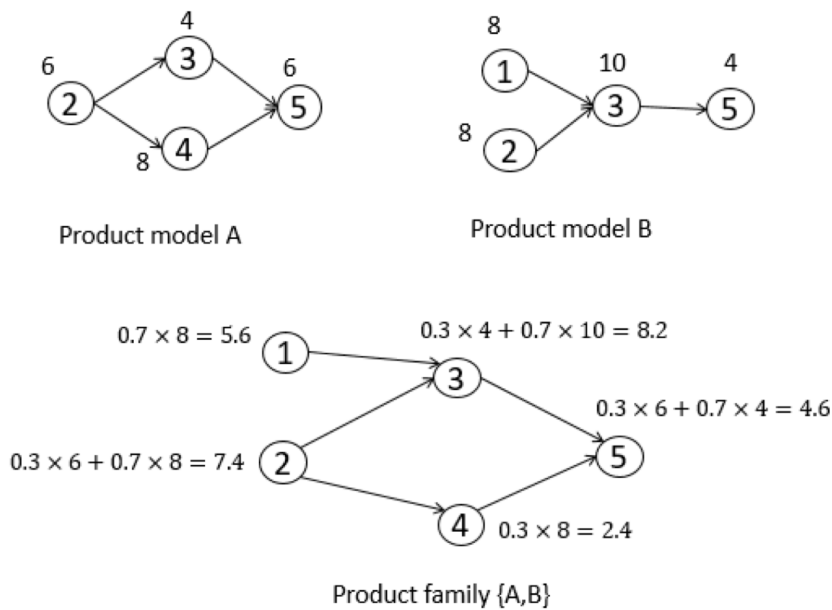 4
6
3
6
2
5
8
4
Product model A
8
1
10
4
3
5
8
2
Product model B
0.7 × 8 = 5.6
1
0.3 × 4 + 0.7 × 10 = 8.2
3
0.3 × 6 + 0.7 × 4 = 4.6
0.3 × 6 + 0.7 × 8 = 7.4
2
5
4
0.3 × 8 = 2.4
Product family {A,B}